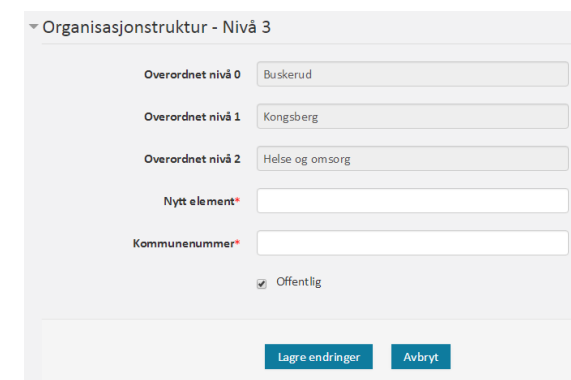 Organisasjonstruktur - Nivå 3
Overordnet nivå 0 Buskerud
Overordnet nivå 1 Kongsberg
Overordnet nivå 2 Helse og omsorg
Nytt element*
Kommunenummer*
Offentlig
Lagre endringer Avbryt